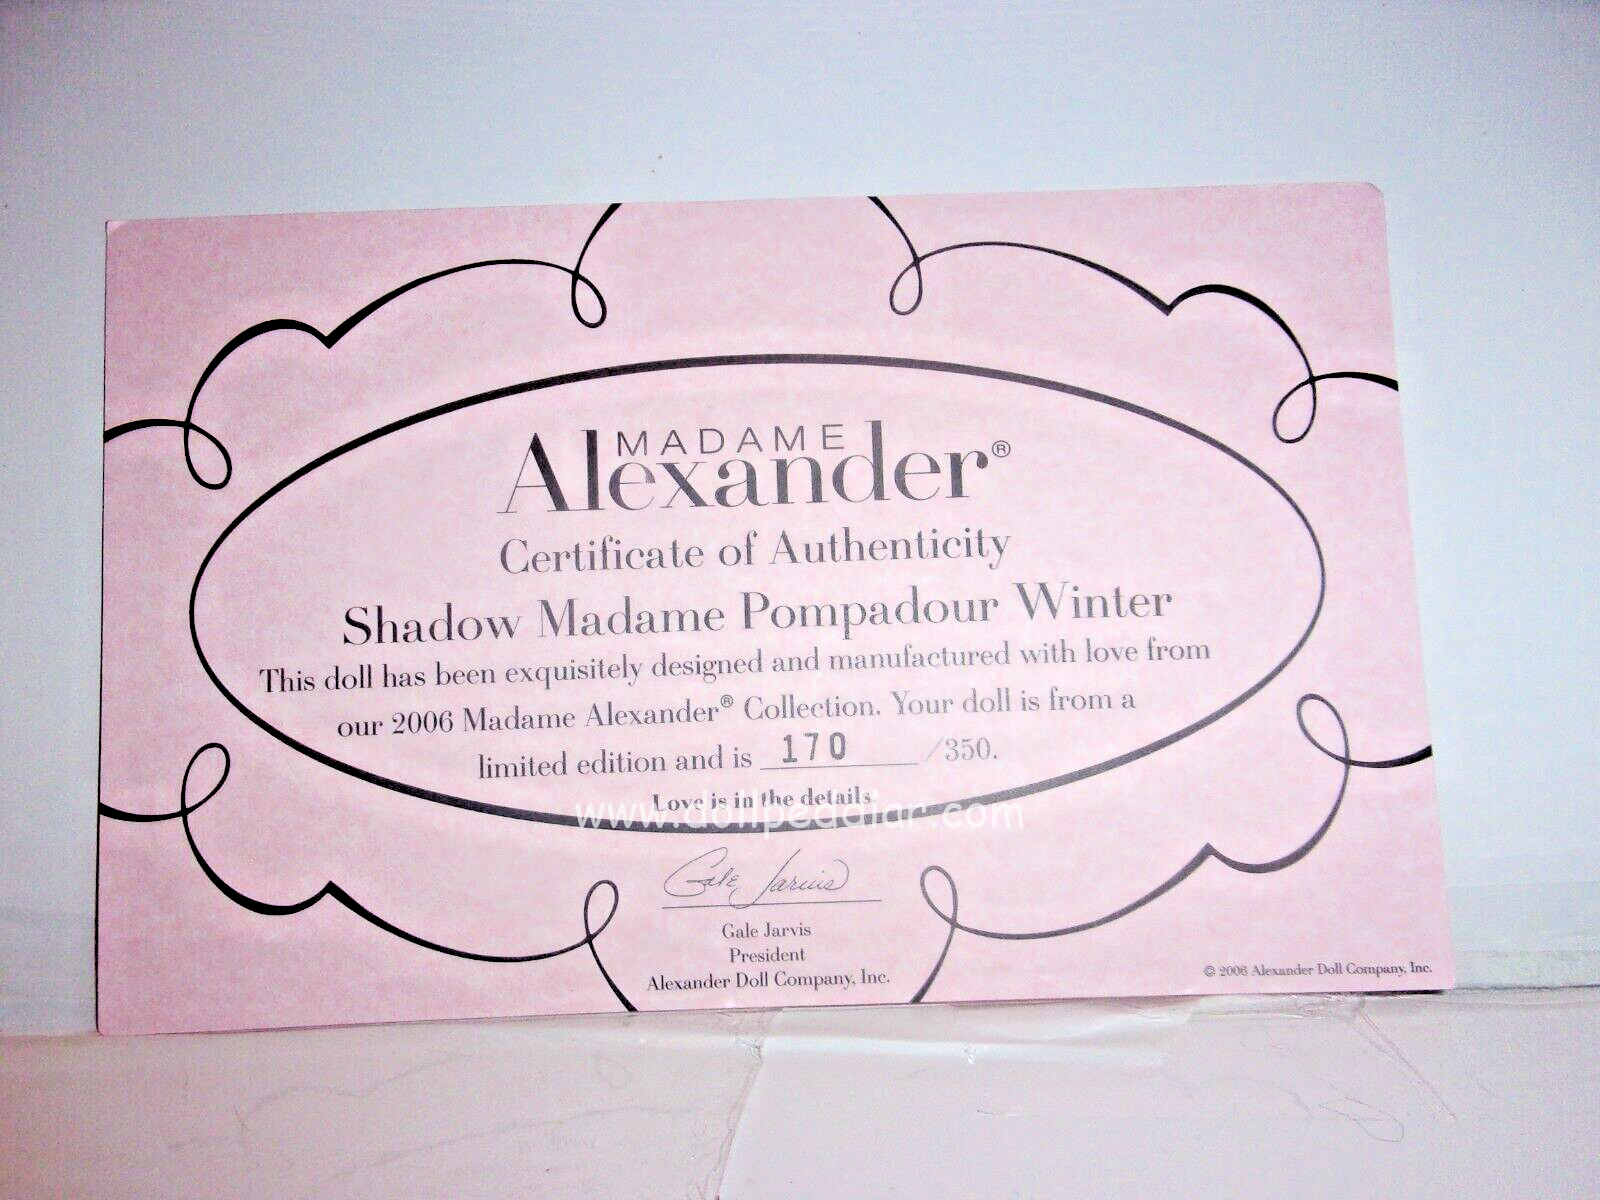 MADAME
Alexander®
Certificate of Authenticity
Shadow Madame Pompadour Winter
This doll has been exquisitely designed and manufactured with love from
our 2006 Madame Alexander® Collection. Your doll is from a
limited edition and is 170 /350.
Love is in the details.
www.dollpeddlar.com
Gale Jarvis
Gale Jarvis
President
Alexander Doll Company, Inc.
© 2006 Alexander Doll Company, Inc.